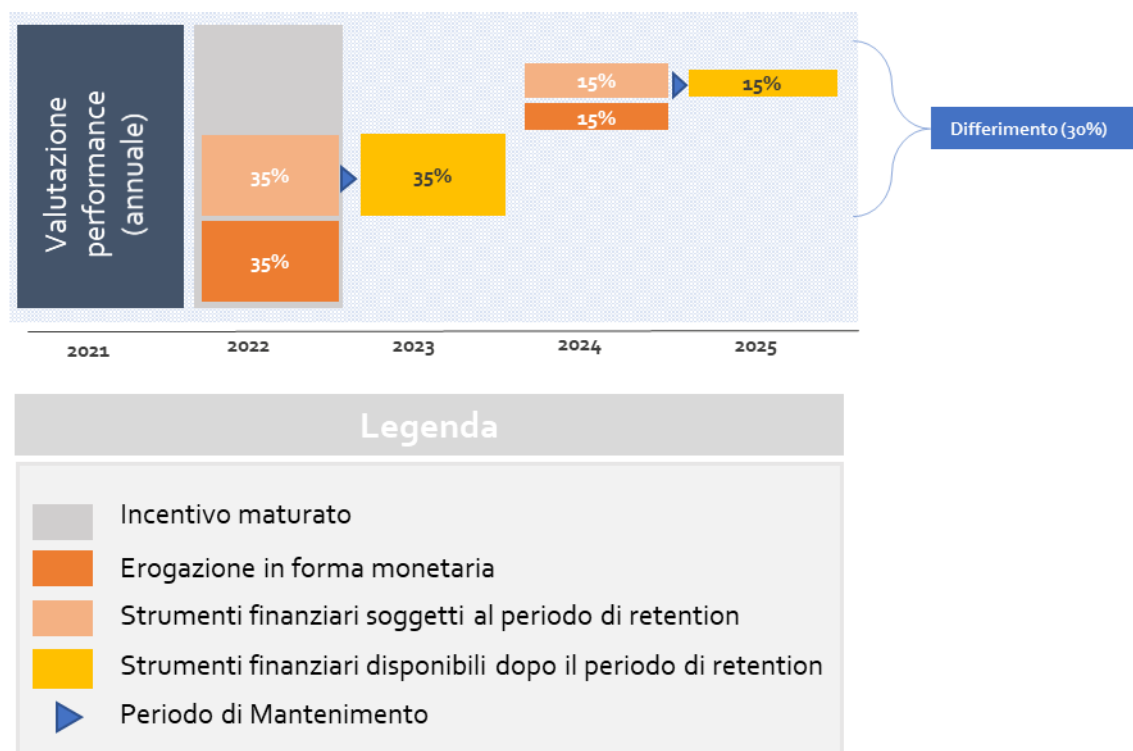 Valutazione
performance
(annuale)
35%
35%
35%
15%
15%
15%
Differimento (30%)
2021
2022
2023
2024
2025
Legenda
Incentivo maturato
Erogazione in forma monetaria
Strumenti finanziari soggetti al periodo di retention
Strumenti finanziari disponibili dopo il periodo di retention
Periodo di Mantenimento